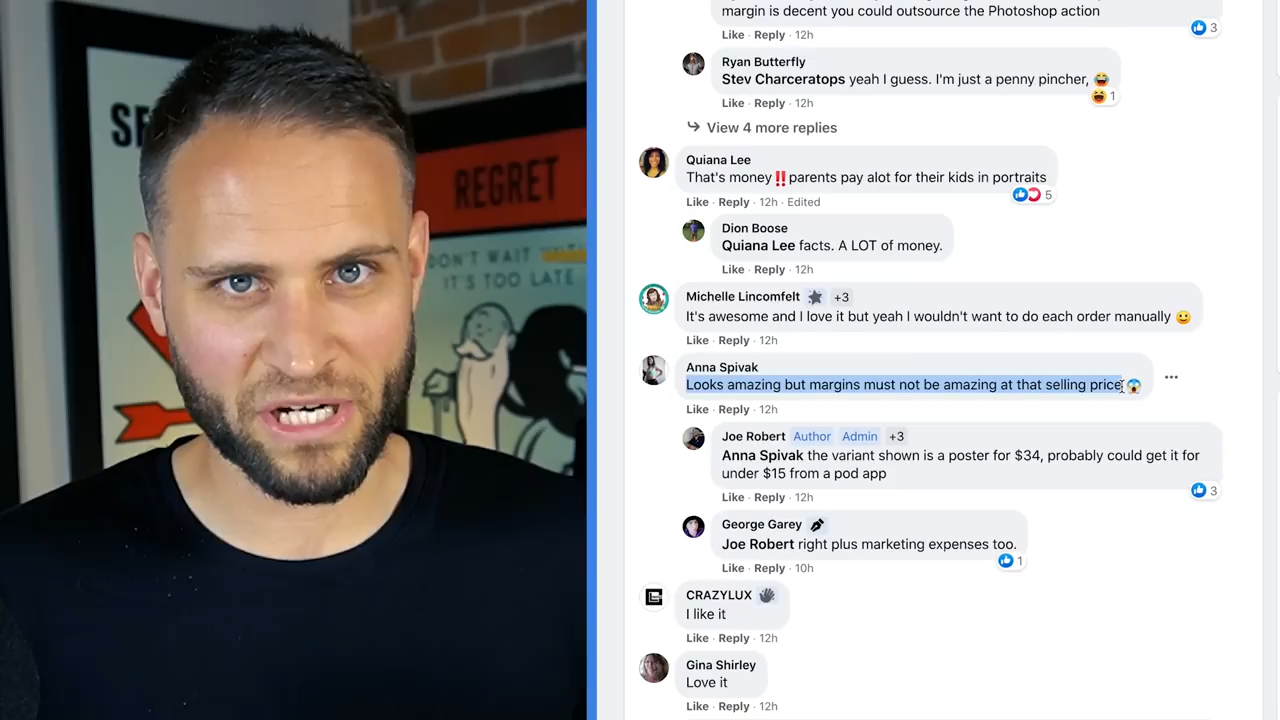 SE
REGRET
DON'T WAIT UNTIL
IT'S TOO LATE
margin is decent you could outsource the Photoshop action
3
Like · Reply · 12h
Ryan Butterfly
Stev Charceratops yeah I guess. I'm just a penny pincher, 😂
1
Like · Reply · 12h
View 4 more replies
Quiana Lee
That's money‼️parents pay alot for their kids in portraits
5
Like · Reply · 12h · Edited
Dion Boose
Quiana Lee facts. A LOT of money.
Like · Reply · 12h
Michelle Lincomfelt +3
It's awesome and I love it but yeah I wouldn't want to do each order manually 😀
Like · Reply · 12h
Anna Spivak
Looks amazing but margins must not be amazing at that selling price 😱
Like · Reply · 12h
Joe Robert Author Admin +3
Anna Spivak the variant shown is a poster for $34, probably could get it for
under $15 from a pod app
3
Like · Reply · 12h
George Garey
Joe Robert right plus marketing expenses too.
1
Like · Reply · 10h
CRAZYLUX
I like it
Like · Reply · 12h
Gina Shirley
Love it
Like · Reply · 12h